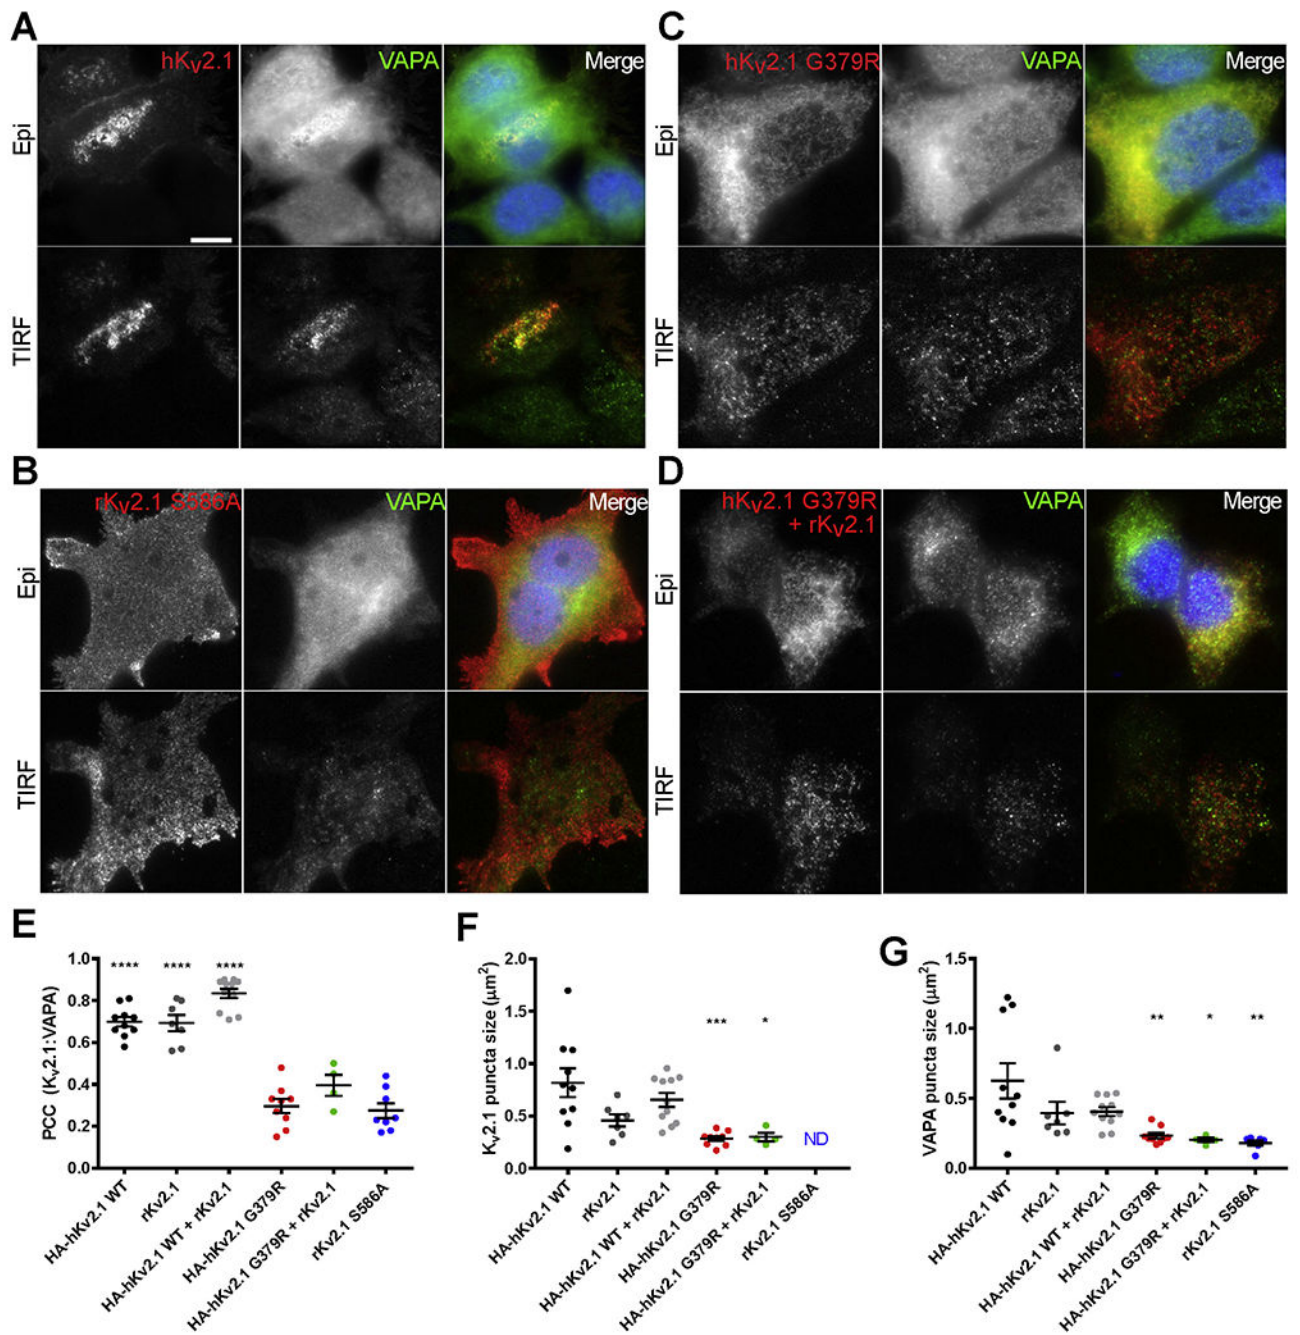 A
hKv2.1
VAPA
Merge
Epi
TIRF
B
rKv2.1 S586A
VAPA
Merge
Epi
TIRF
C
hKv2.1 G379R
VAPA
Merge
Epi
TIRF
D
hKv2.1 G379R
+ rKv2.1
VAPA
Merge
Epi
TIRF
E
PCC (Kv2.1:VAPA)
1.0
0.8
0.6
0.4
0.2
0.0
**** **** ****
HA-hKv2.1 WT
rKv2.1
HA-hKv2.1 WT + rKv2.1
HA-hKv2.1 G379R
HA-hKv2.1 G379R + rKv2.1
rKv2.1 S586A
F
Kv2.1 puncta size (µm²)
2.0
1.5
1.0
0.5
0.0
*** *
ND
HA-hKv2.1 WT
rKv2.1
HA-hKv2.1 WT + rKv2.1
HA-hKv2.1 G379R
HA-hKv2.1 G379R + rKv2.1
rKv2.1 S586A
G
VAPA puncta size (µm²)
1.5
1.0
0.5
0.0
** * **
HA-hKv2.1 WT
rKv2.1
HA-hKv2.1 WT + rKv2.1
HA-hKv2.1 G379R
HA-hKv2.1 G379R + rKv2.1
rKv2.1 S586A